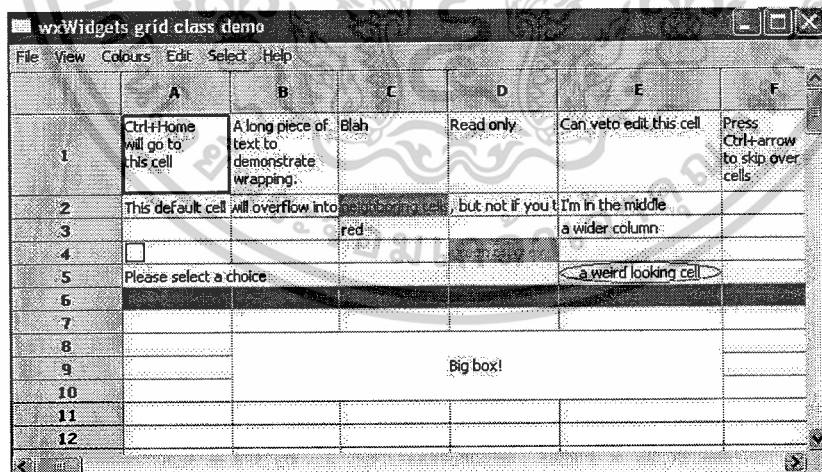 wxWidgets grid class demo
File View Colours Edit Select Help
A B C D E F
1 Ctrl+Home will go to this cell A long piece of text to demonstrate wrapping. Blah Read only Can veto edit this cell Press Ctrl+arrow to skip over cells
2 This default cell will overflow into neighboring cells , but not if you t I'm in the middle
3 red a wider column
4
5 Please select a choice a weird looking cell
6
7
8
9 Big box!
10
11
12